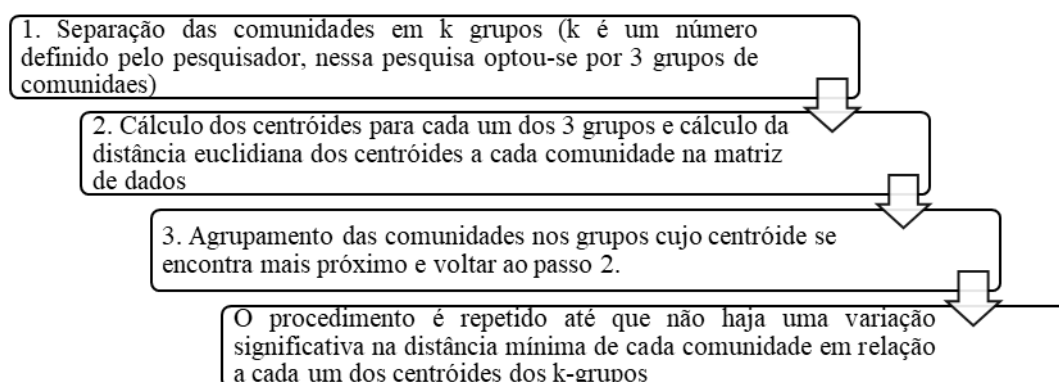 1. Separação das comunidades em k grupos (k é um número
definido pelo pesquisador, nessa pesquisa optou-se por 3 grupos de
comunidaes)
2. Cálculo dos centróides para cada um dos 3 grupos e cálculo da
distância euclidiana dos centróides a cada comunidade na matriz
de dados
3. Agrupamento das comunidades nos grupos cujo centróide se
encontra mais próximo e voltar ao passo 2.
O procedimento é repetido até que não haja uma variação
significativa na distância mínima de cada comunidade em relação
a cada um dos centróides dos k-grupos